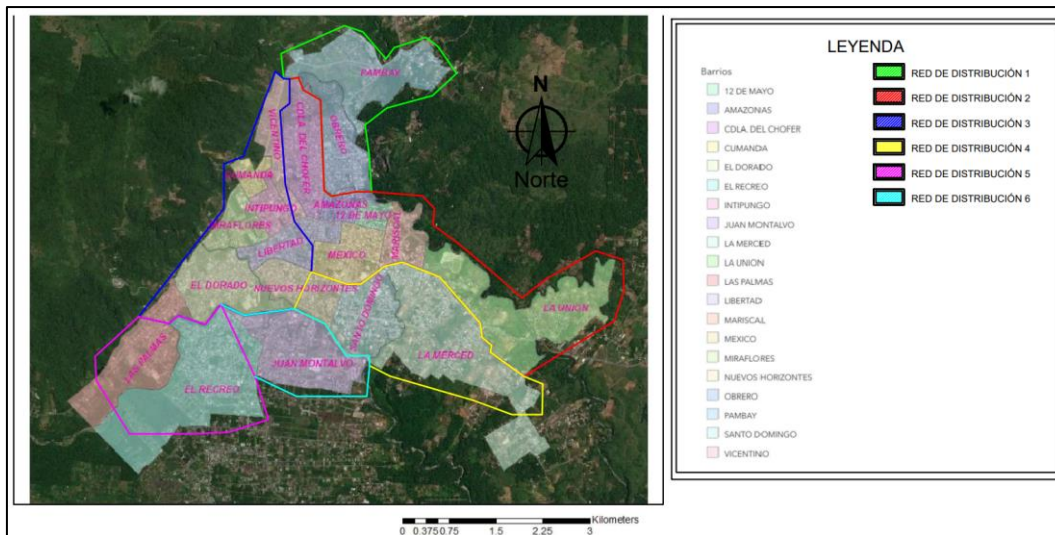 PAMBAY
VICENTINO
CDLA. DEL CHOFER
OBRERO
N
Norte
CUMANDA
INTIPUNGO
MIRAFLORES
AMAZONAS
12 DE MAYO
MARISCAL
LIBERTAD
MEXICO
EL DORADO
NUEVOS HORIZONTES
SANTO DOMINGO
LA UNION
LA MERCED
JUAN MONTALVO
LAS PALMAS
EL RECREO
Kilometers
0 0.375 0.75 1.5 2.25 3
LEYENDA
Barrios
12 DE MAYO
AMAZONAS
CDLA. DEL CHOFER
CUMANDA
EL DORADO
EL RECREO
INTIPUNGO
JUAN MONTALVO
LA MERCED
LA UNION
LAS PALMAS
LIBERTAD
MARISCAL
MEXICO
MIRAFLORES
NUEVOS HORIZONTES
OBRERO
PAMBAY
SANTO DOMINGO
VICENTINO
RED DE DISTRIBUCIÓN 1
RED DE DISTRIBUCIÓN 2
RED DE DISTRIBUCIÓN 3
RED DE DISTRIBUCIÓN 4
RED DE DISTRIBUCIÓN 5
RED DE DISTRIBUCIÓN 6